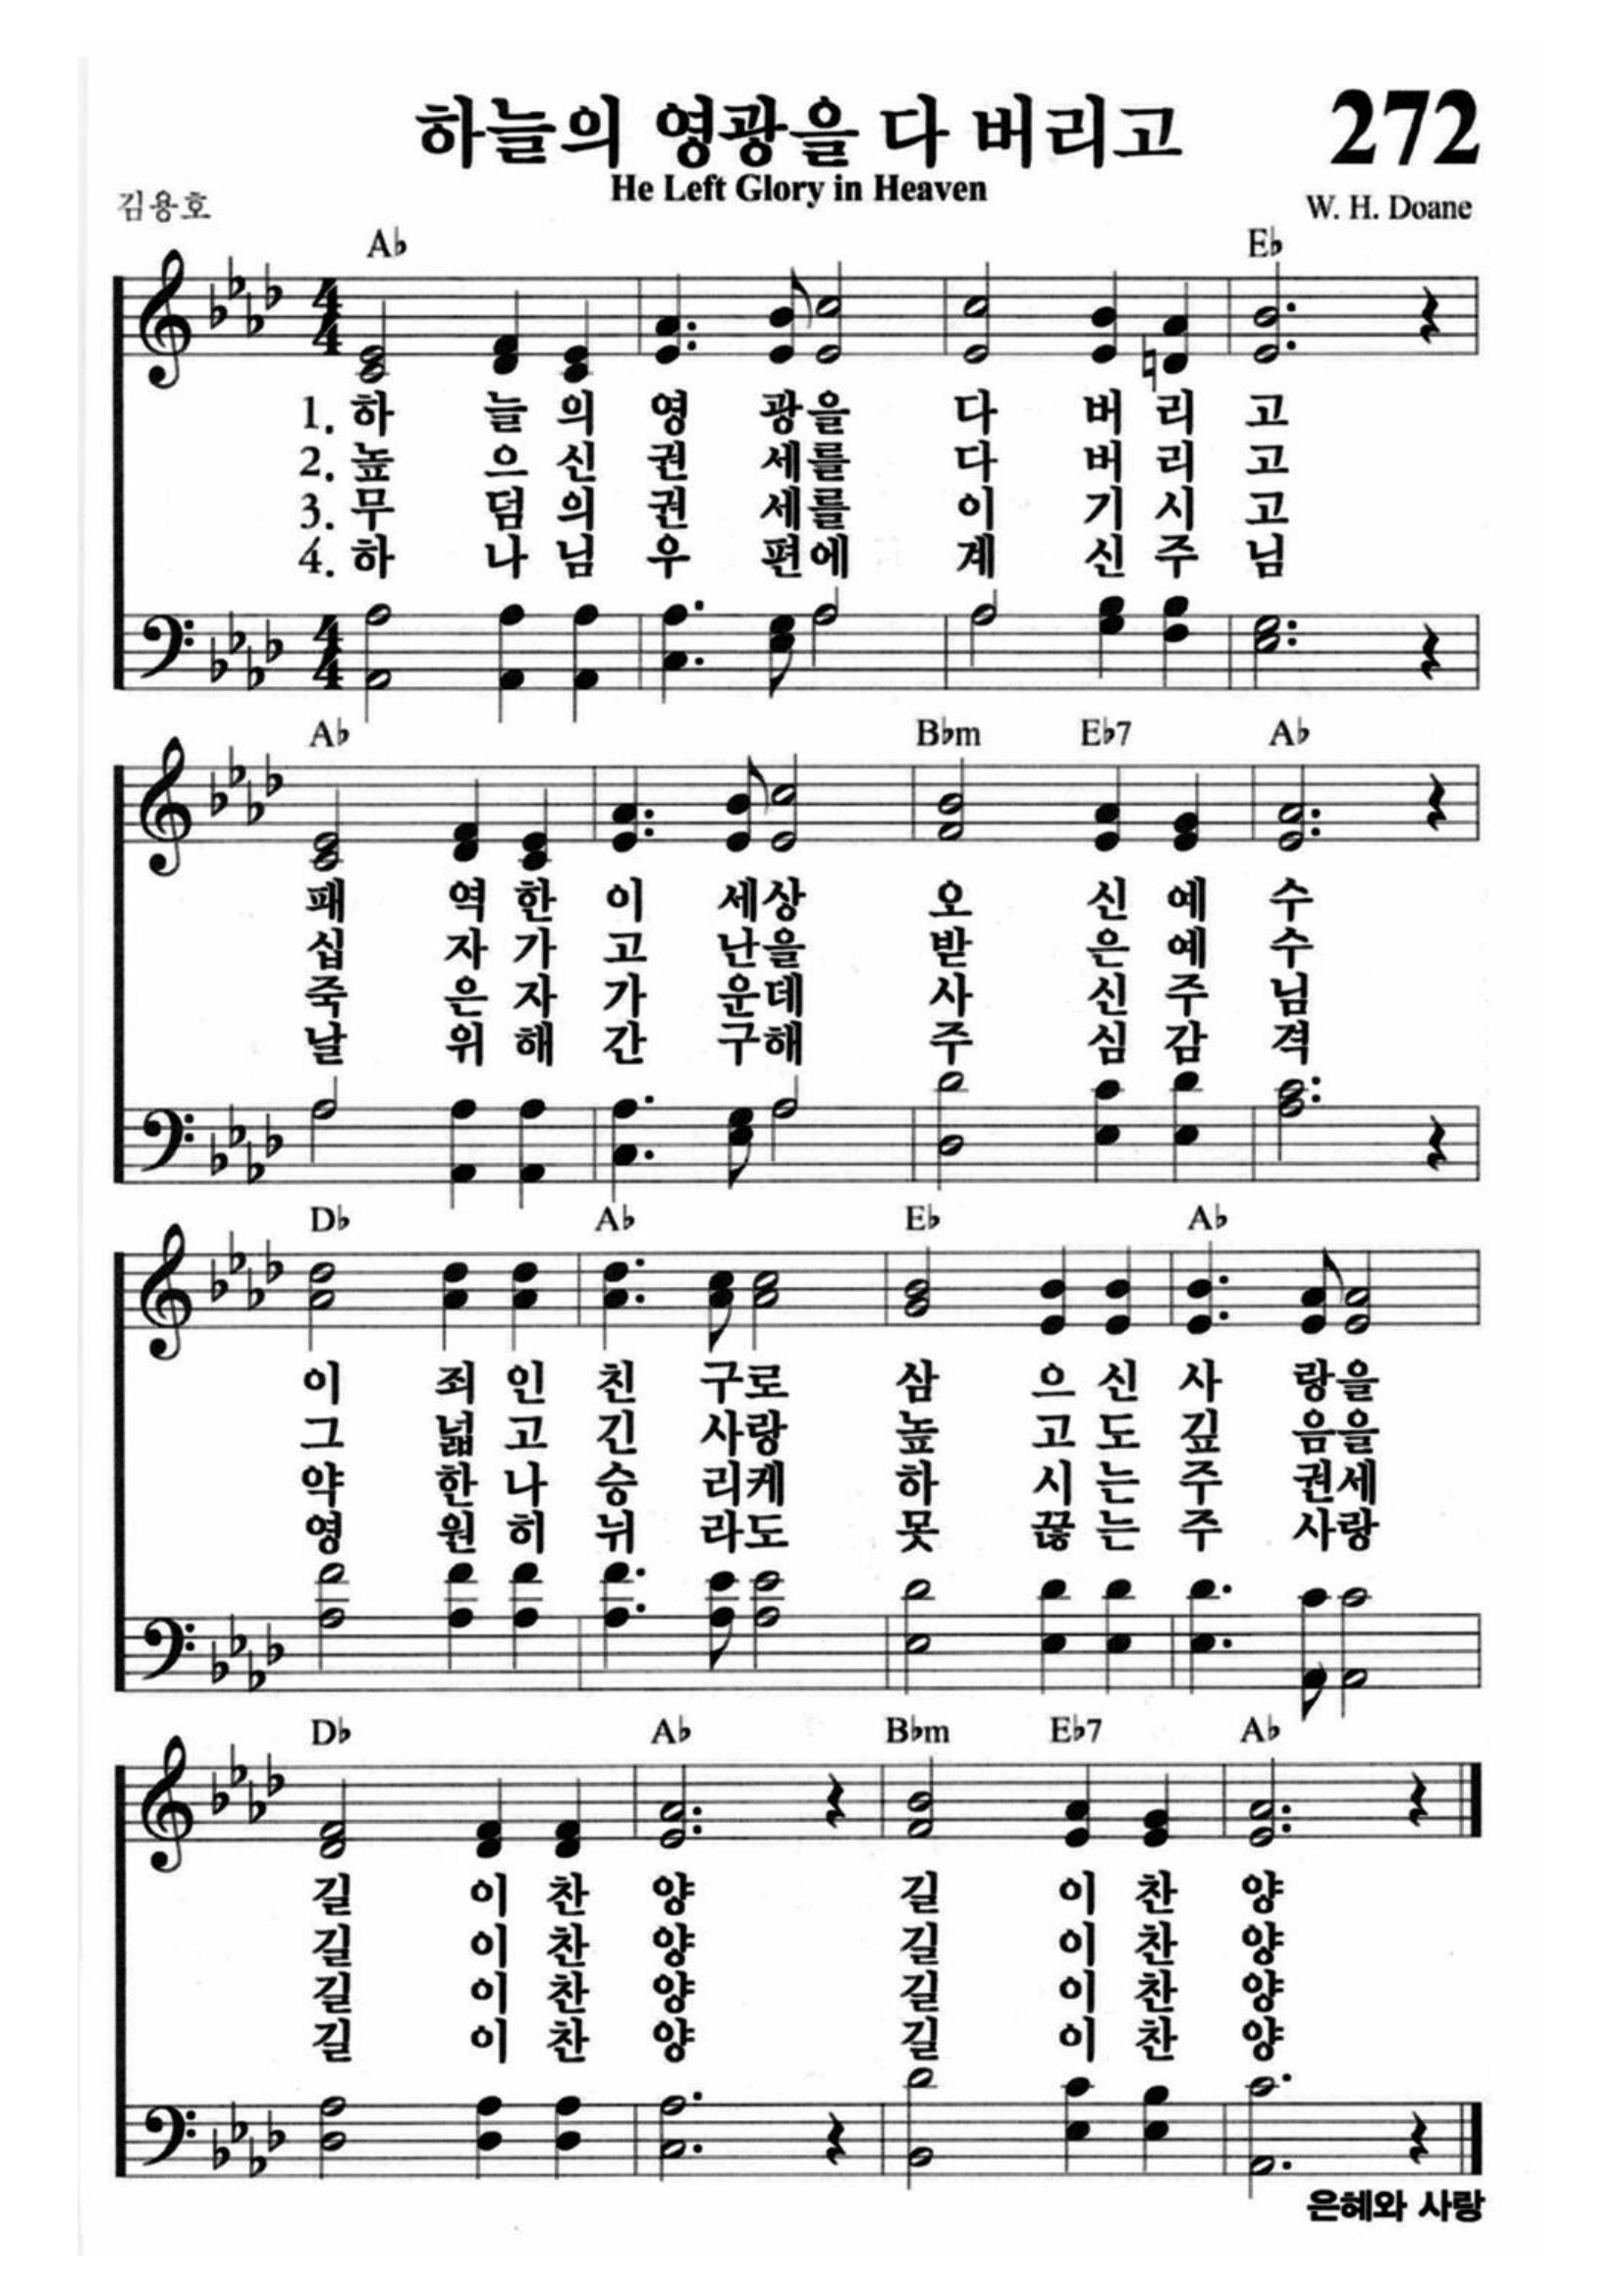 하늘의 영광을 다 버리고 272
He Left Glory in Heaven
김용호 W. H. Doane
A♭ E♭
4/4
1. 하 늘 의 영 광을 다 버 리 고
2. 높 으 신 권 세를 다 버 리 고
3. 무 덤 의 권 세를 이 기 시 고
4. 하 나 님 우 편에 계 신 주 님
4/4
A♭ B♭m E♭7 A♭
패 역 한 이 세상 오 신 예 수
십 자 가 고 난을 받 은 예 수
죽 은 자 가 운데 사 신 주 님
날 위 해 간 구해 주 심 감 격
D♭ A♭ E♭ A♭
이 죄 인 친 구로 삼 으 신 사 랑을
그 넓 고 긴 사랑 높 고 도 깊 음을
약 한 나 승 리케 하 시 는 주 권세
영 원 히 뉘 라도 못 끊 는 주 사랑
D♭ A♭ B♭m E♭7 A♭
길 이 찬 양 길 이 찬 양
길 이 찬 양 길 이 찬 양
길 이 찬 양 길 이 찬 양
길 이 찬 양 길 이 찬 양
은혜와 사랑